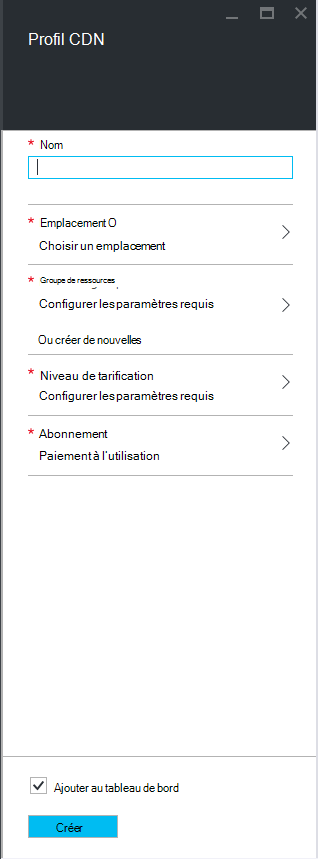 Profil CDN
* Nom
* Emplacement O
Choisir un emplacement
* Groupe de ressources
Configurer les paramètres requis
Ou créer de nouvelles
* Niveau de tarification
Configurer les paramètres requis
* Abonnement
Paiement à l'utilisation
Ajouter au tableau de bord
Créer